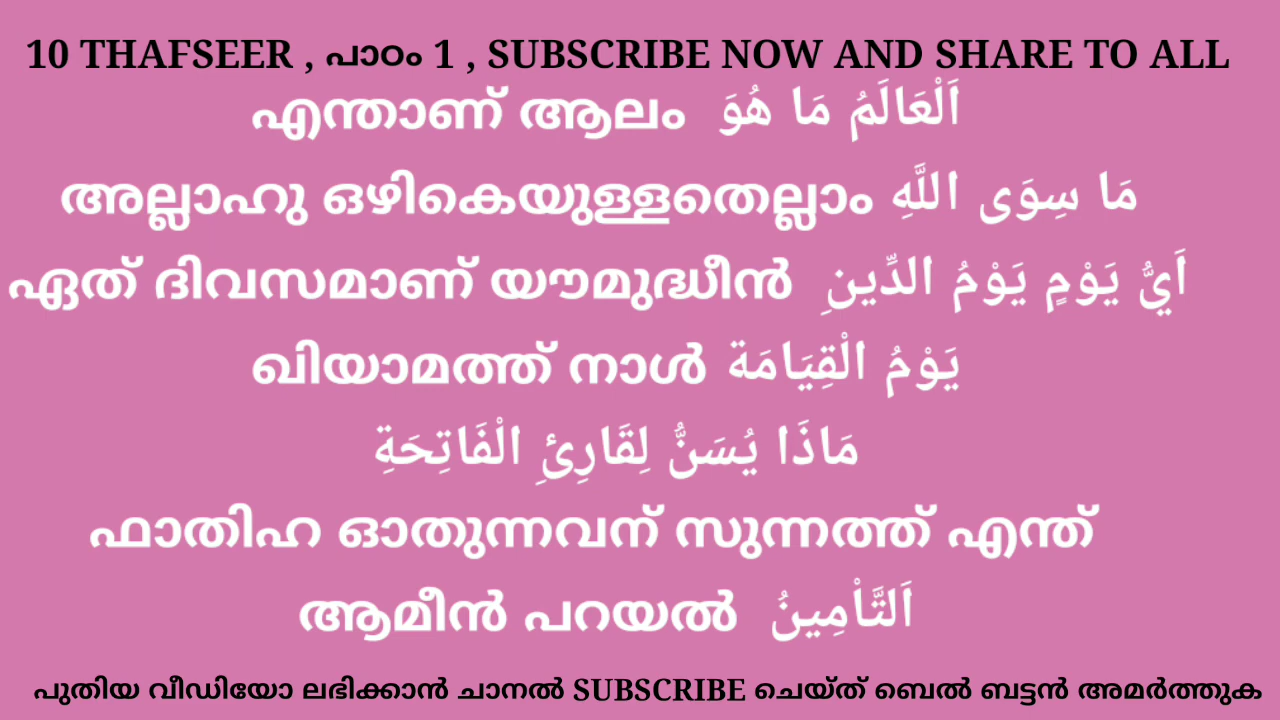 10 THAFSEER , പാഠം 1 , SUBSCRIBE NOW AND SHARE TO ALL
എന്താണ് ആലം اَلْعَالَمُ مَا هُوَ
അല്ലാഹു ഒഴികെയുള്ളതെല്ലാം مَا سِوَى اللَّهِ
ഏത് ദിവസമാണ് യൗമുദ്ധീൻ اَيُّ يَوْمٍ يَوْمُ الدِّينِ
ഖിയാമത്ത് നാൾ يَوْمُ الْقِيَامَة
مَاذَا يُسَنُّ لِقَارِئِ الْفَاتِحَةِ
ഫാതിഹ ഓതുന്നവന് സുന്നത്ത് എന്ത്
ആമീൻ പറയൽ اَلتَّاْمِينُ
പുതിയ വീഡിയോ ലഭിക്കാൻ ചാനൽ SUBSCRIBE ചെയ്ത് ബെൽ ബട്ടൻ അമർത്തുക